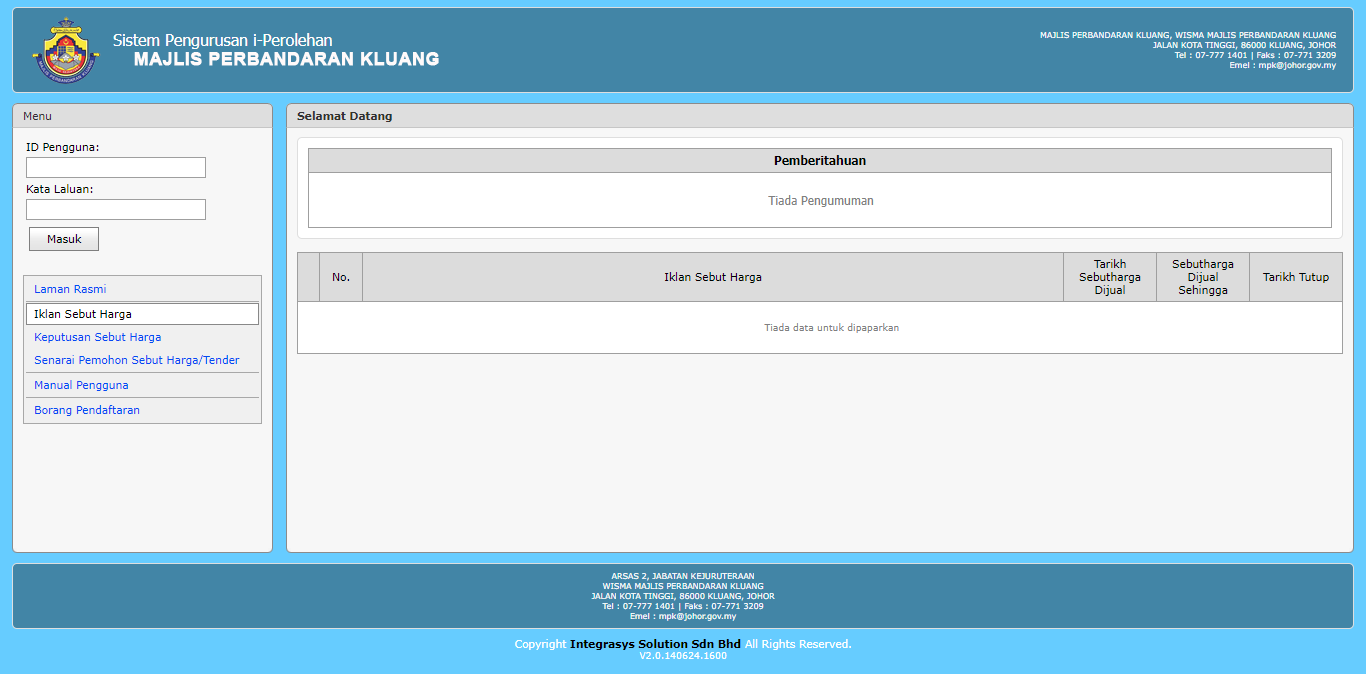 Sistem Pengurusan i-Perolehan
MAJLIS PERBANDARAN KLUANG
MAJLIS PERBANDARAN KLUANG, WISMA MAJLIS PERBANDARAN KLUANG
JALAN KOTA TINGGI, 86000 KLUANG, JOHOR
Tel : 07-777 1401 | Faks : 07-771 3209
Emel : mpk@johor.gov.my
Menu
ID Pengguna:
Kata Laluan:
Masuk
Laman Rasmi
Iklan Sebut Harga
Keputusan Sebut Harga
Senarai Pemohon Sebut Harga/Tender
Manual Pengguna
Borang Pendaftaran
Selamat Datang
Pemberitahuan
Tiada Pengumuman
No.
Iklan Sebut Harga
Tarikh
Sebutharga
Dijual
Sebutharga
Dijual
Sehingga
Tarikh Tutup
Tiada data untuk dipaparkan
ARSAS 2, JABATAN KEJURUTERAAN
WISMA MAJLIS PERBANDARAN KLUANG
JALAN KOTA TINGGI, 86000 KLUANG, JOHOR
Tel : 07-777 1401 | Faks : 07-771 3209
Emel : mpk@johor.gov.my
Copyright Integrasys Solution Sdn Bhd All Rights Reserved.
V2.0.140624.1600